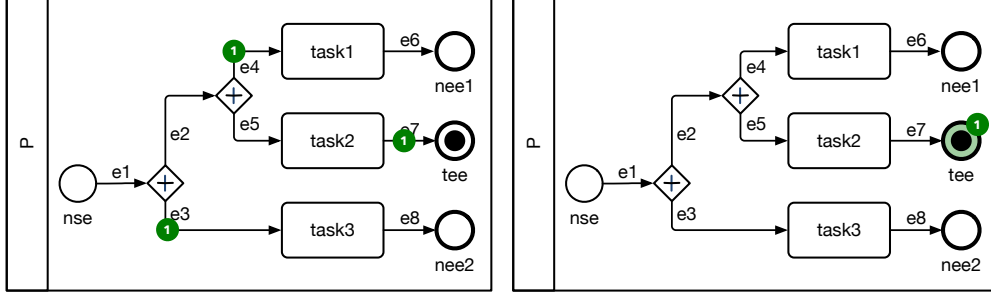 P
nse
e1
e2
e3
e4
e5
1
1
1
task1
task2
task3
e6
e7
e8
nee1
tee
nee2
P
nse
e1
e2
e3
e4
e5
task1
task2
task3
e6
e7
e8
1
nee1
tee
nee2